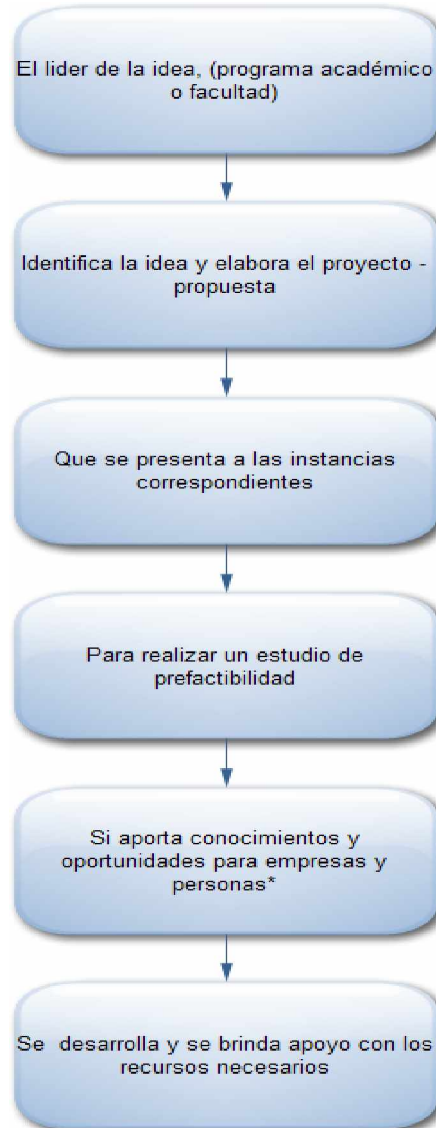 El lider de la idea, (programa académico
o facultad)
Identifica la idea y elabora el proyecto -
propuesta
Que se presenta a las instancias
correspondientes
Para realizar un estudio de
prefactibilidad
Si aporta conocimientos y
oportunidades para empresas y
personas*
Se desarrolla y se brinda apoyo con los
recursos necesarios